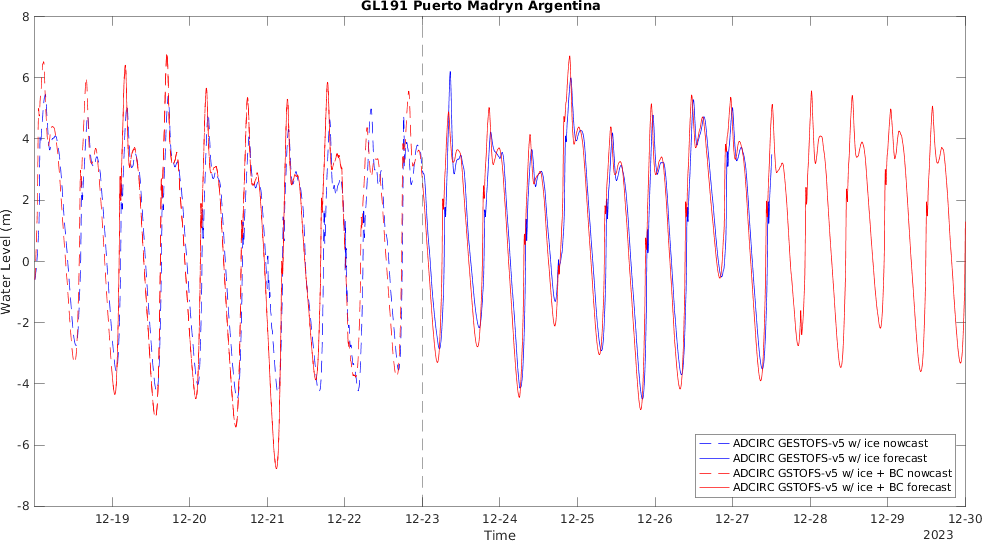 GL191 Puerto Madryn Argentina
8
6
4
2
0
-2
-4
-6
-8
Water Level (m)
12-19 12-20 12-21 12-22 12-23 12-24 12-25 12-26 12-27 12-28 12-29 12-30
Time
2023
ADCIRC GESTOFS-v5 w/ ice nowcast
ADCIRC GESTOFS-v5 w/ ice forecast
ADCIRC GSTOFS-v5 w/ ice + BC nowcast
ADCIRC GSTOFS-v5 w/ ice + BC forecast